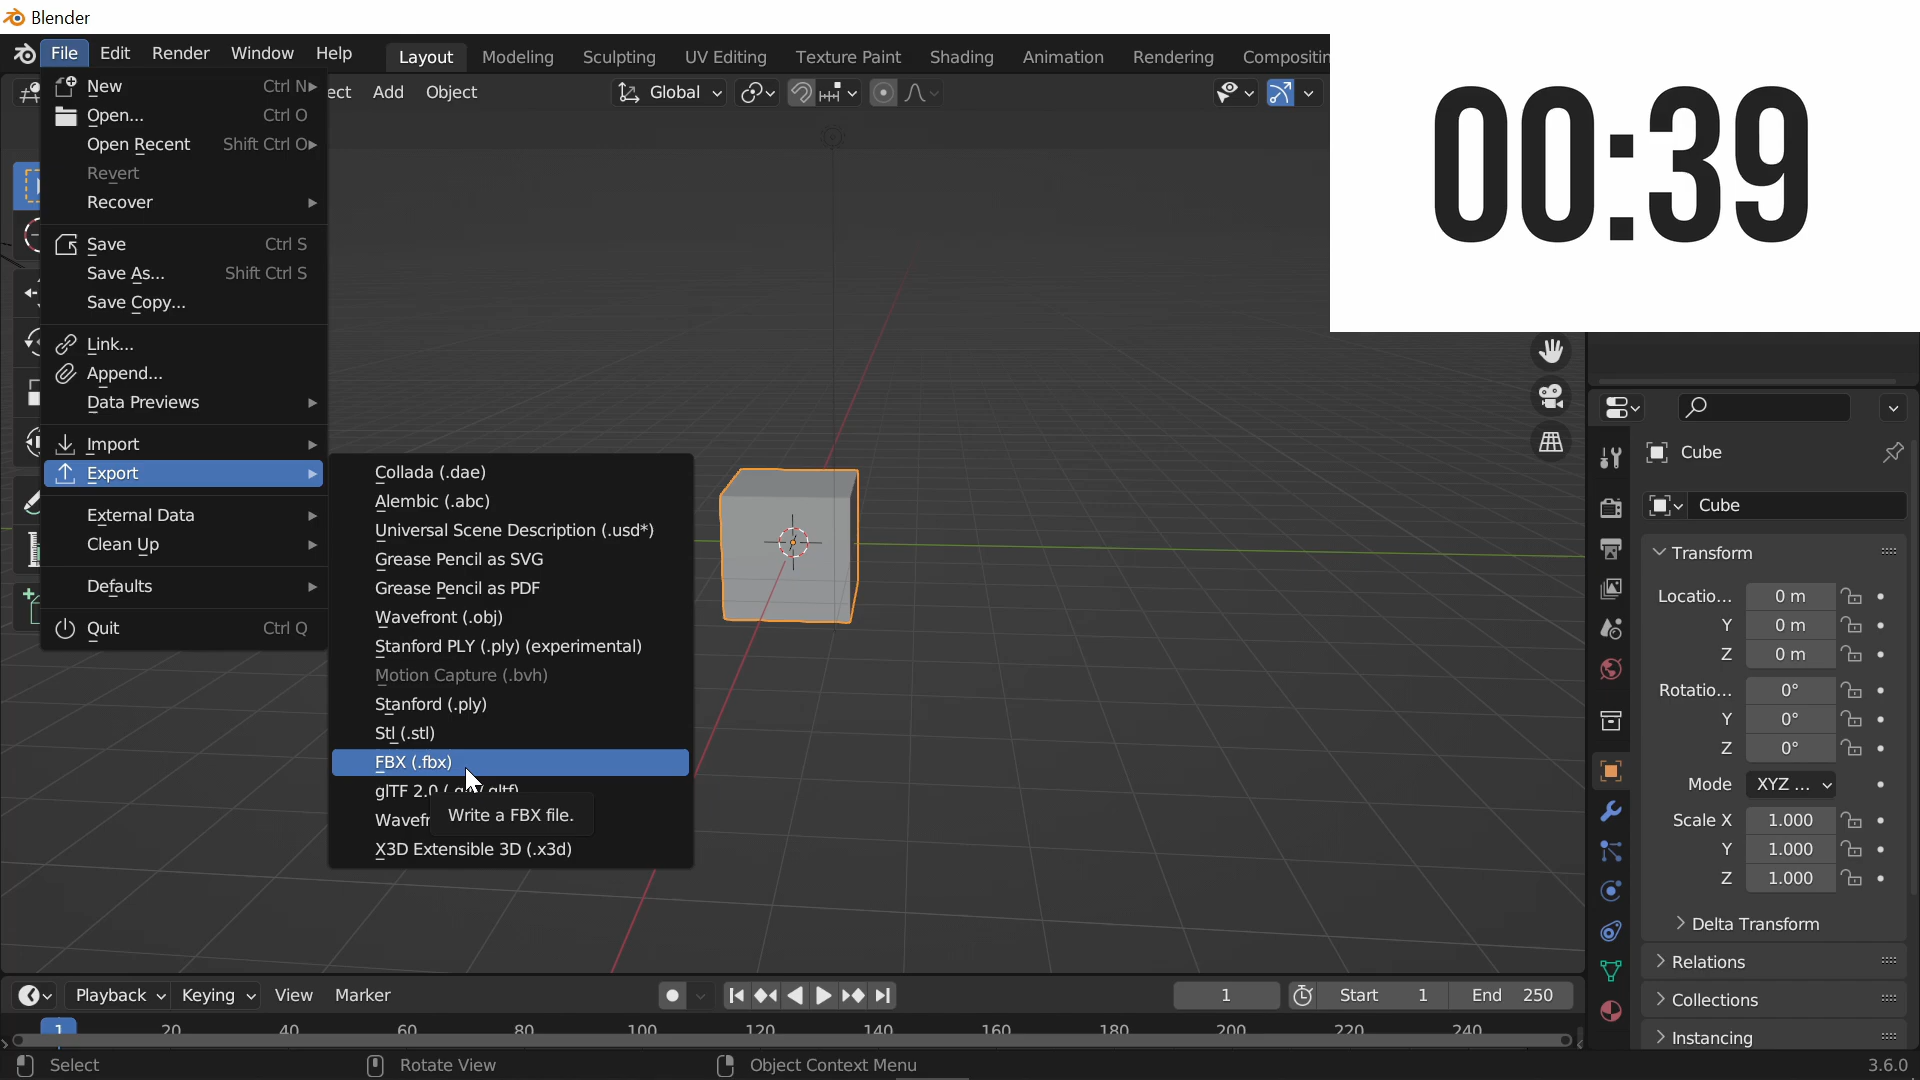 Blender
File Edit Render Window Help Layout Modeling Sculpting UV Editing Texture Paint Shading Animation Rendering
00:39
New Ctrl N
Add Object Global
Open... Ctrl O
Open Recent Shift Ctrl O
Revert
Recover
Save Ctrl S
Save As... Shift Ctrl S
Save Copy...
Link...
Append...
Data Previews
Import
Export
External Data
Clean Up
Defaults
Quit Ctrl Q
Collada (.dae)
Alembic (.abc)
Universal Scene Description (.usd*)
Grease Pencil as SVG
Grease Pencil as PDF
Wavefront (.obj)
Stanford PLY (.ply) (experimental)
Motion Capture (.bvh)
Stanford (.ply)
Stl (.stl)
FBX (.fbx)
glTF 2.0
Write a FBX file.
X3D Extensible 3D (.x3d)
Cube
Cube
Transform
Locatio... 0 m
Y 0 m
Z 0 m
Rotatio... 0°
Y 0°
Z 0°
Mode XYZ ...
Scale X 1.000
Y 1.000
Z 1.000
Delta Transform
Relations
Collections
Instancing
Playback Keying View Marker 1 Start 1 End 250
1 20 40 60 80 100 120 140 160 180 200 220 240
Select Rotate View Object Context Menu 3.6.0